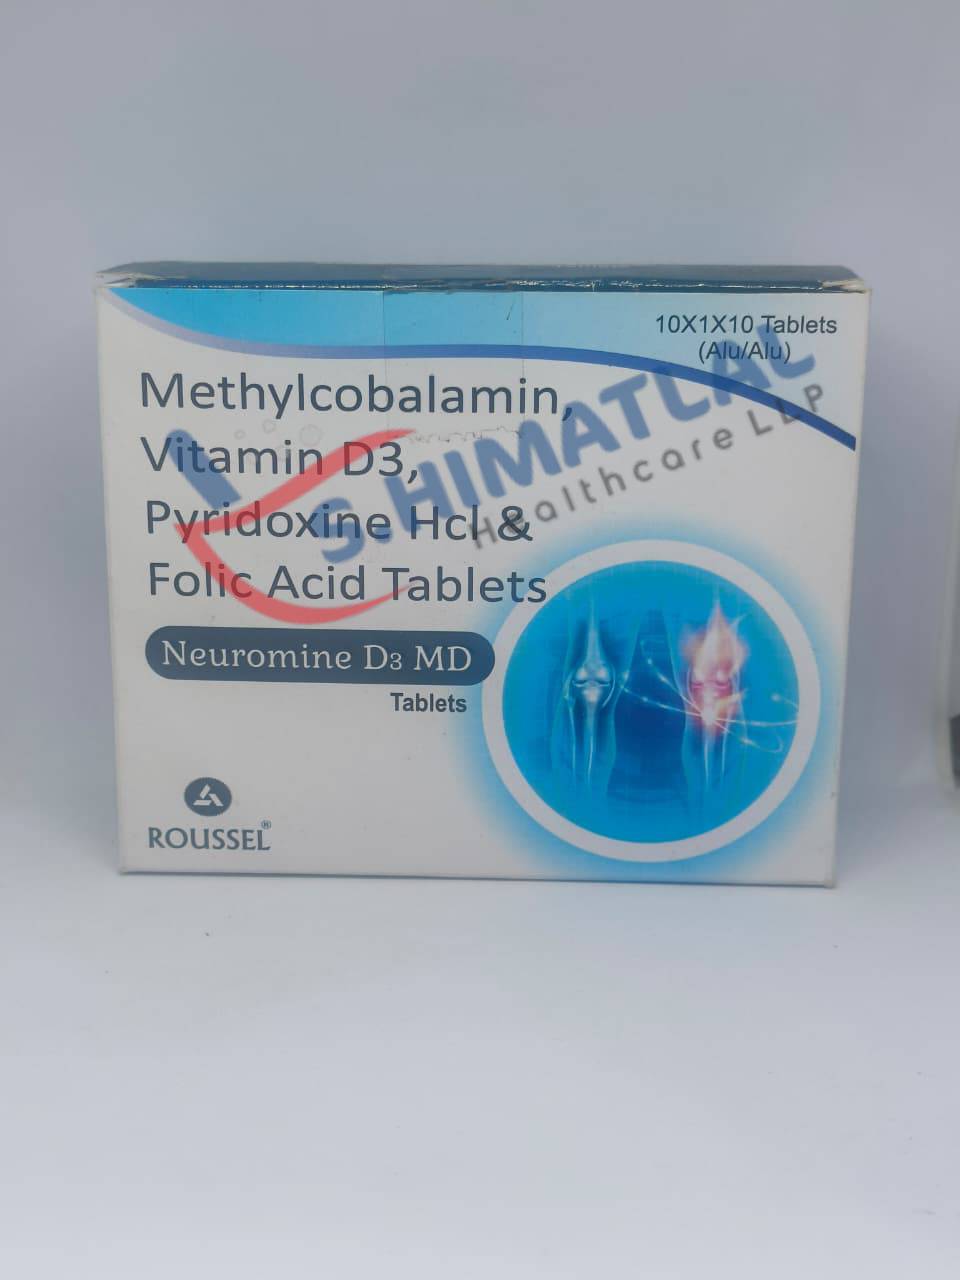 10X1X10 Tablets
(Alu/Alu)
Methylcobalamin,
Vitamin D3,
Pyridoxine Hcl &
Folic Acid Tablets
Neuromine D3 MD
Tablets
ROUSSEL®
S.HIMATLAL
Healthcare LLP